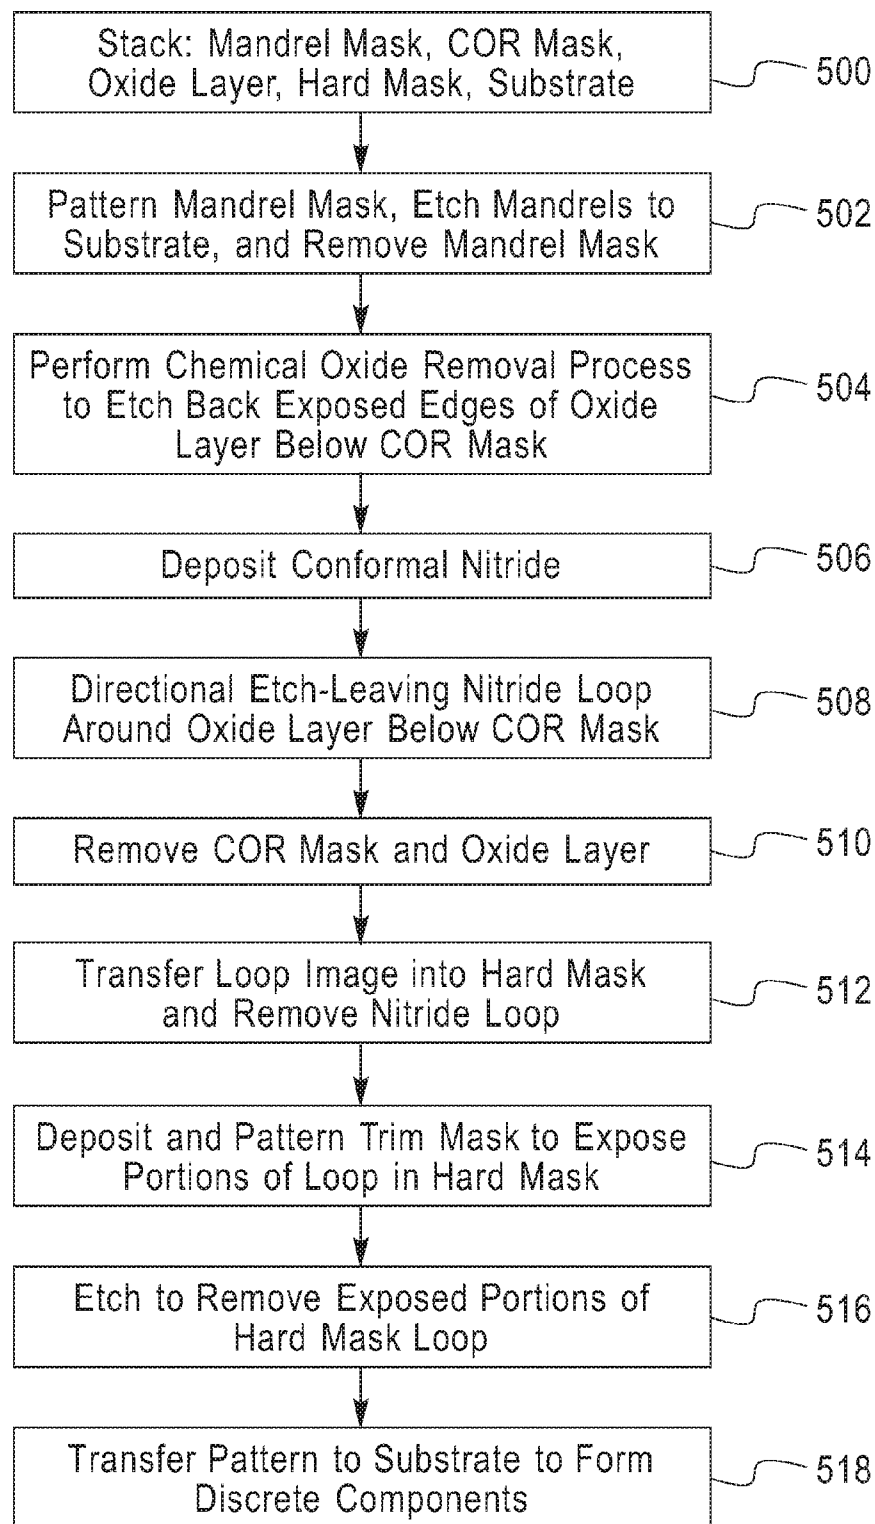 Stack: Mandrel Mask, COR Mask,
Oxide Layer, Hard Mask, Substrate
500
Pattern Mandrel Mask, Etch Mandrels to
Substrate, and Remove Mandrel Mask
502
Perform Chemical Oxide Removal Process
to Etch Back Exposed Edges of Oxide
Layer Below COR Mask
504
Deposit Conformal Nitride
506
Directional Etch-Leaving Nitride Loop
Around Oxide Layer Below COR Mask
508
Remove COR Mask and Oxide Layer
510
Transfer Loop Image into Hard Mask
and Remove Nitride Loop
512
Deposit and Pattern Trim Mask to Expose
Portions of Loop in Hard Mask
514
Etch to Remove Exposed Portions of
Hard Mask Loop
516
Transfer Pattern to Substrate to Form
Discrete Components
518